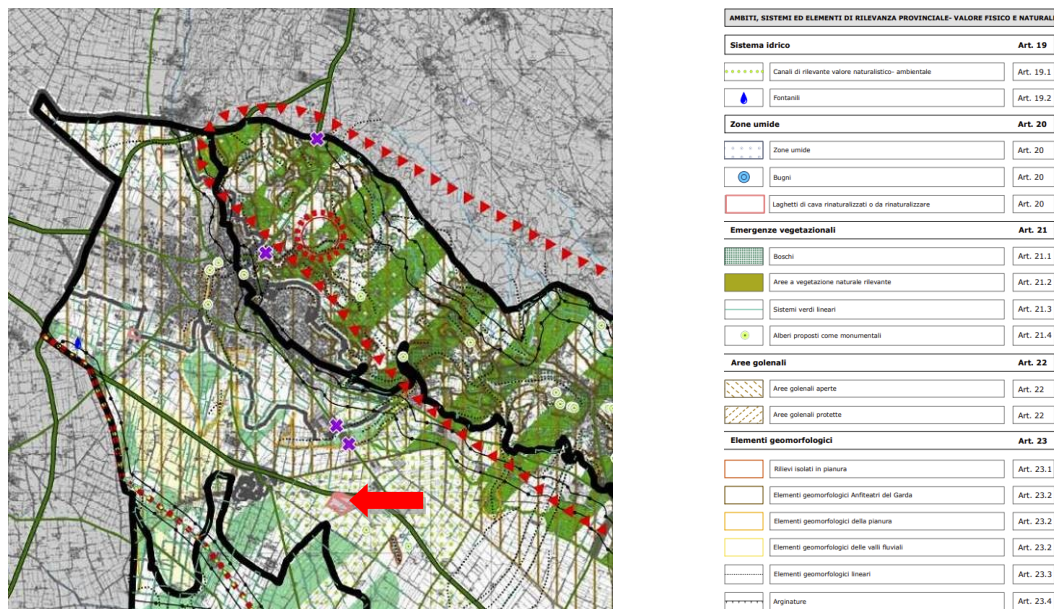 AMBITI, SISTEMI ED ELEMENTI DI RILEVANZA PROVINCIALE- VALORE FISICO E NATURAL
Sistema idrico Art. 19
Canali di rilevante valore naturalistico- ambientale Art. 19.1
Fontanili Art. 19.2
Zone umide Art. 20
Zone umide Art. 20
Bugni Art. 20
Laghetti di cava rinaturalizzati o da rinaturalizzare Art. 20
Emergenze vegetazionali Art. 21
Boschi Art. 21.1
Aree a vegetazione naturale rilevante Art. 21.2
Sistemi verdi lineari Art. 21.3
Alberi proposti come monumentali Art. 21.4
Aree golenali Art. 22
Aree golenali aperte Art. 22
Aree golenali protette Art. 22
Elementi geomorfologici Art. 23
Rilievi isolati in pianura Art. 23.1
Elementi geomorfologici Anfiteatri del Garda Art. 23.2
Elementi geomorfologici della pianura Art. 23.2
Elementi geomorfologici delle valli fluviali Art. 23.2
Elementi geomorfologici lineari Art. 23.3
Arginature Art. 23.4